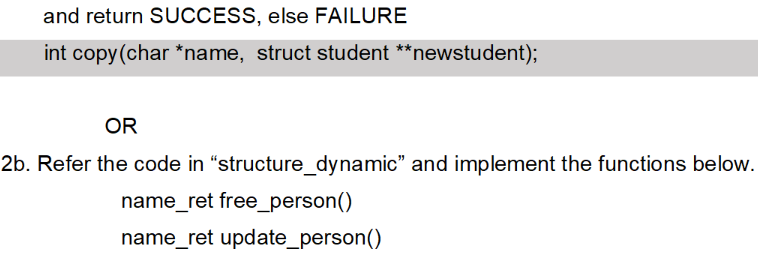 and return SUCCESS, else FAILURE
int copy(char *name,  struct student **newstudent);
OR
2b. Refer the code in “structure_dynamic” and implement the functions below.
name_ret free_person()
name_ret update_person()